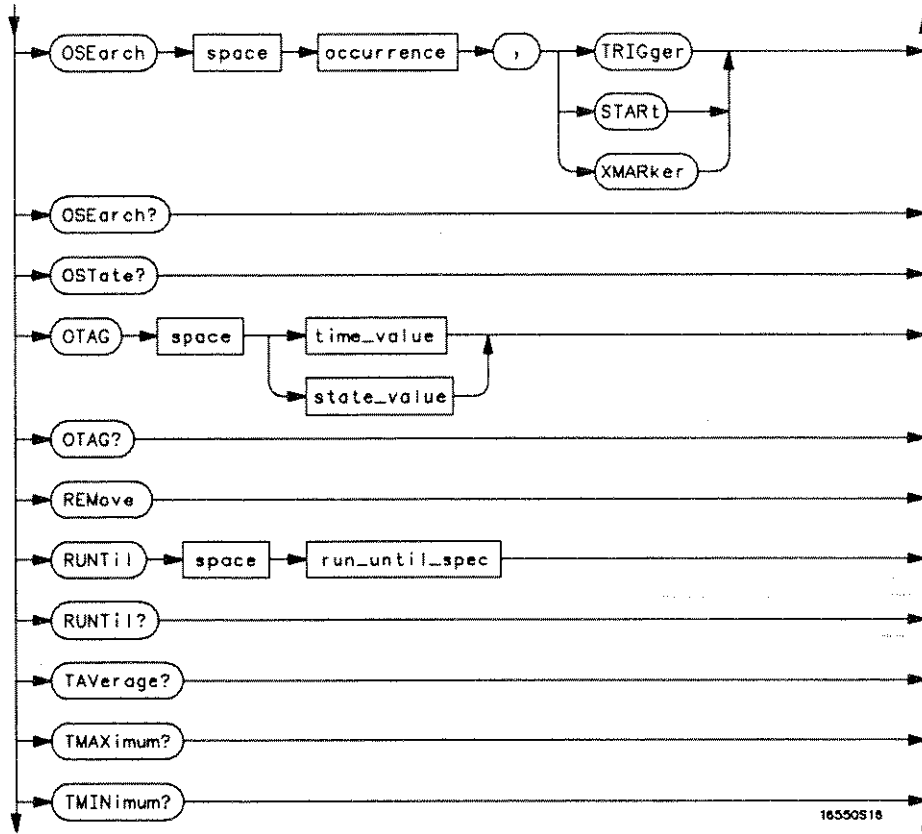 OSEarch space occurrence , TRIGger
STARt
XMARker
OSEarch?
OSTate?
OTAG space time_value
state_value
OTAG?
REMove
RUNTil space run_until_spec
RUNTil?
TAVerage?
TMAXimum?
TMINimum?
16550S16